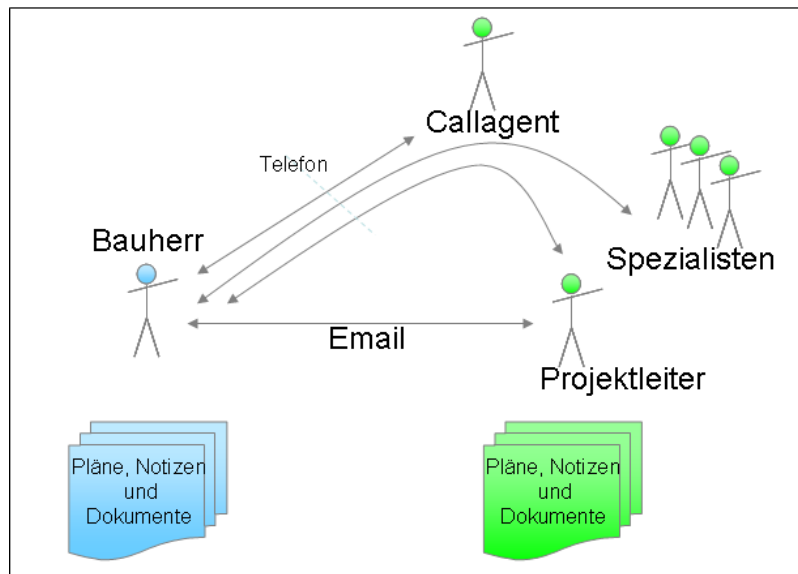 Callagent
Telefon
Bauherr
Spezialisten
Email
Projektleiter
Pläne, Notizen
und
Dokumente
Pläne, Notizen
und
Dokumente